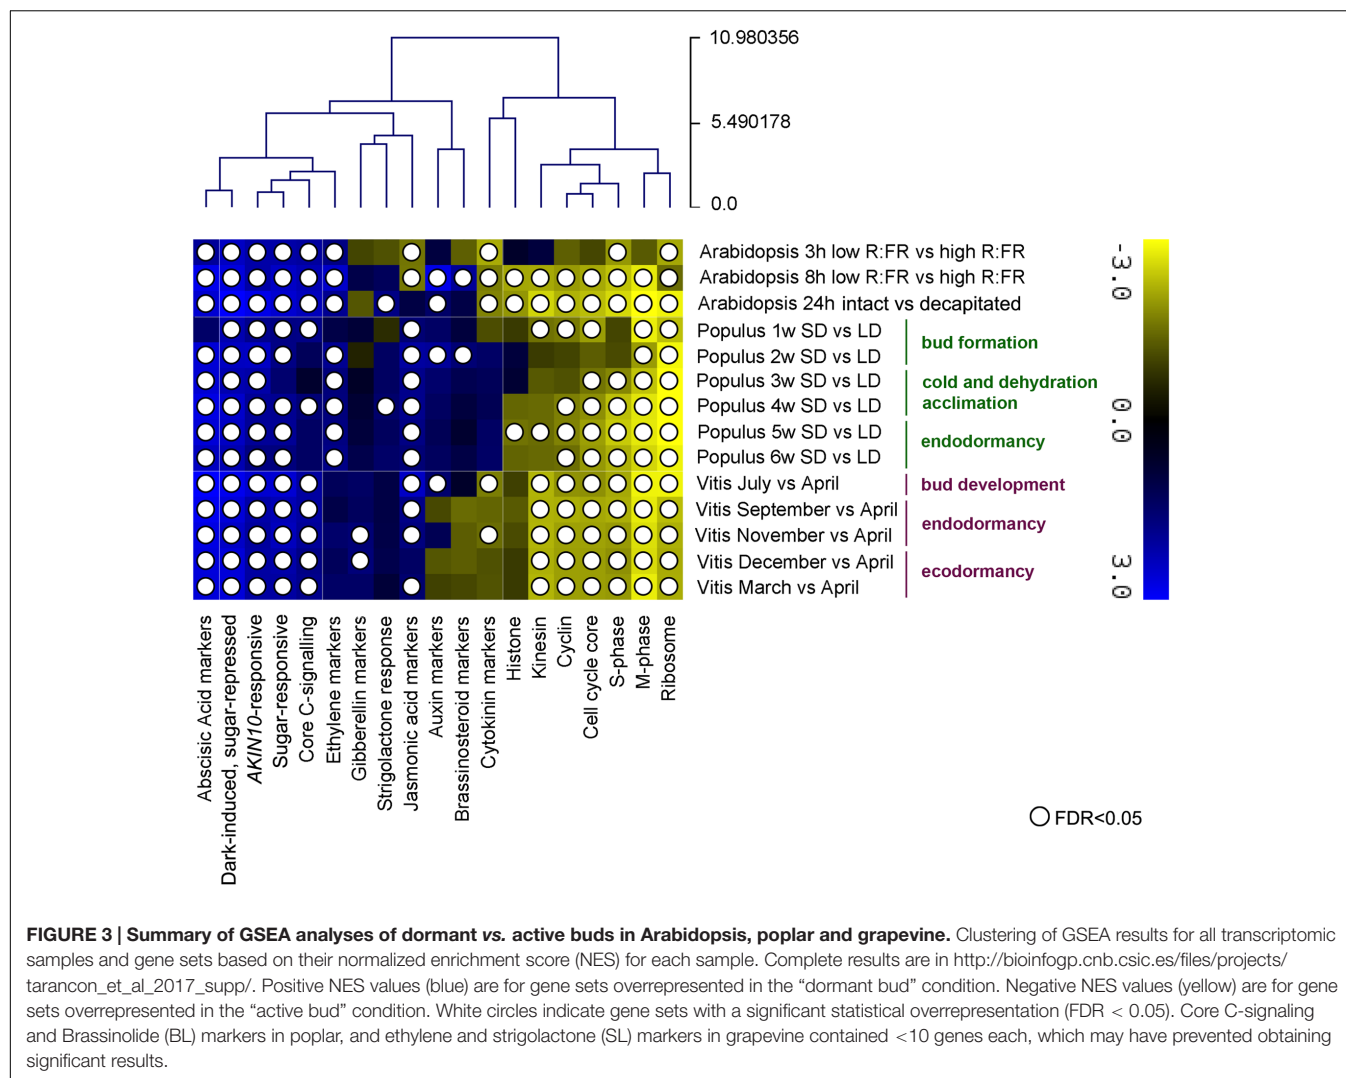 10.980356
5.490178
0.0
Arabidopsis 3h low R:FR vs high R:FR
Arabidopsis 8h low R:FR vs high R:FR
Arabidopsis 24h intact vs decapitated
Populus 1w SD vs LD
Populus 2w SD vs LD
bud formation
Populus 3w SD vs LD
Populus 4w SD vs LD
cold and dehydration
acclimation
Populus 5w SD vs LD
Populus 6w SD vs LD
endodormancy
Vitis July vs April
bud development
Vitis September vs April
Vitis November vs April
endodormancy
Vitis December vs April
Vitis March vs April
ecodormancy
-3.0
0.0
3.0
Abscisic Acid markers
Dark-induced, sugar-repressed
AKIN10-responsive
Sugar-responsive
Core C-signalling
Ethylene markers
Gibberellin markers
Strigolactone response
Jasmonic acid markers
Auxin markers
Brassinosteroid markers
Cytokinin markers
Histone
Kinesin
Cyclin
Cell cycle core
S-phase
M-phase
Ribosome
FDR<0.05
FIGURE 3 | Summary of GSEA analyses of dormant vs. active buds in Arabidopsis, poplar and grapevine. Clustering of GSEA results for all transcriptomic
samples and gene sets based on their normalized enrichment score (NES) for each sample. Complete results are in http://bioinfogp.cnb.csic.es/files/projects/
tarancon_et_al_2017_supp/. Positive NES values (blue) are for gene sets overrepresented in the “dormant bud” condition. Negative NES values (yellow) are for gene
sets overrepresented in the “active bud” condition. White circles indicate gene sets with a significant statistical overrepresentation (FDR < 0.05). Core C-signaling
and Brassinolide (BL) markers in poplar, and ethylene and strigolactone (SL) markers in grapevine contained <10 genes each, which may have prevented obtaining
significant results.